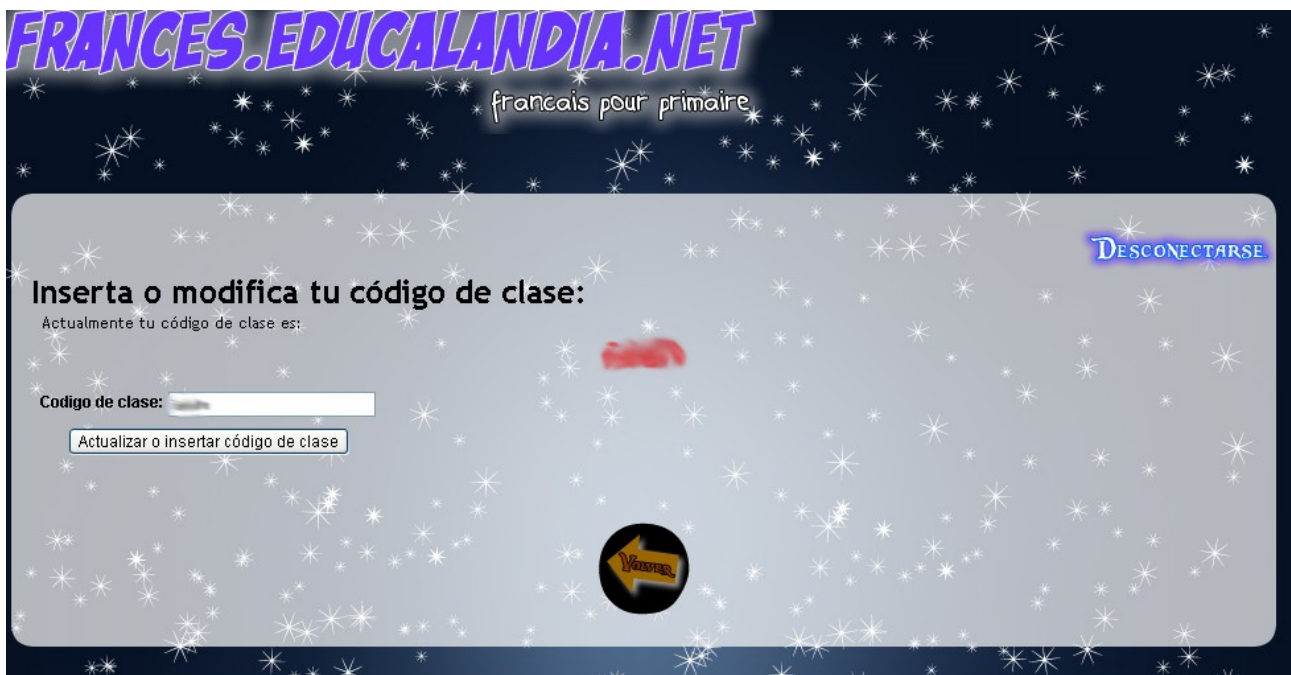 FRANCES.EDUCALANDIA.NET
francais pour primaire
DESCONECTARSE
Inserta o modifica tu código de clase:
Actualmente tu código de clase es:
Codigo de clase:
Actualizar o insertar código de clase
VOLVER